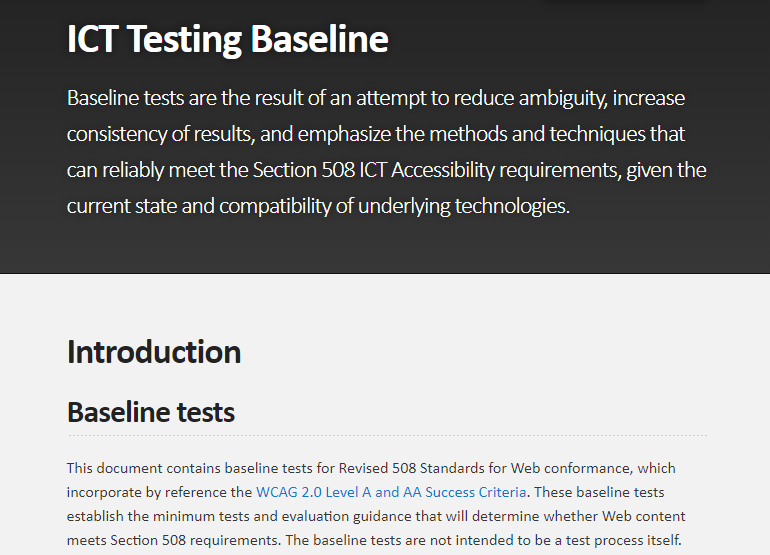 ICT Testing Baseline
Baseline tests are the result of an attempt to reduce ambiguity, increase
consistency of results, and emphasize the methods and techniques that
can reliably meet the Section 508 ICT Accessibility requirements, given the
current state and compatibility of underlying technologies.
Introduction
Baseline tests
This document contains baseline tests for Revised 508 Standards for Web conformance, which
incorporate by reference the WCAG 2.0 Level A and AA Success Criteria. These baseline tests
establish the minimum tests and evaluation guidance that will determine whether Web content
meets Section 508 requirements. The baseline tests are not intended to be a test process itself.